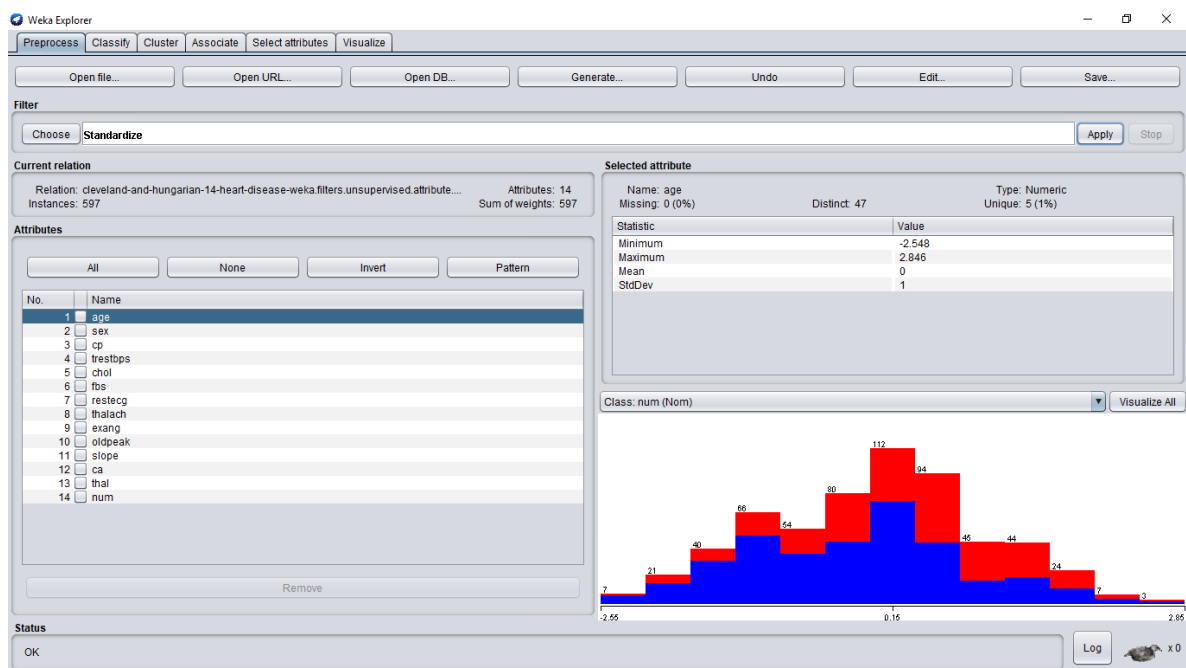 Weka Explorer
Preprocess Classify Cluster Associate Select attributes Visualize
Open file... Open URL... Open DB... Generate... Undo Edit... Save...
Filter
Choose Standardize Apply Stop
Current relation
Relation: cleveland-and-hungarian-14-heart-disease-weka.filters.unsupervised.attribute.... Attributes: 14
Instances: 597 Sum of weights: 597
Attributes
All None Invert Pattern
No. Name
1 age
2 sex
3 cp
4 trestbps
5 chol
6 fbs
7 restecg
8 thalach
9 exang
10 oldpeak
11 slope
12 ca
13 thal
14 num
Remove
Selected attribute
Name: age Type: Numeric
Missing: 0 (0%) Distinct: 47 Unique: 5 (1%)
Statistic Value
Minimum -2.548
Maximum 2.846
Mean 0
StdDev 1
Class: num (Nom) Visualize All
7 21 40 66 54 80 112 94 45 44 24 7 3
-2.55 0.15 2.85
Status
OK Log x 0